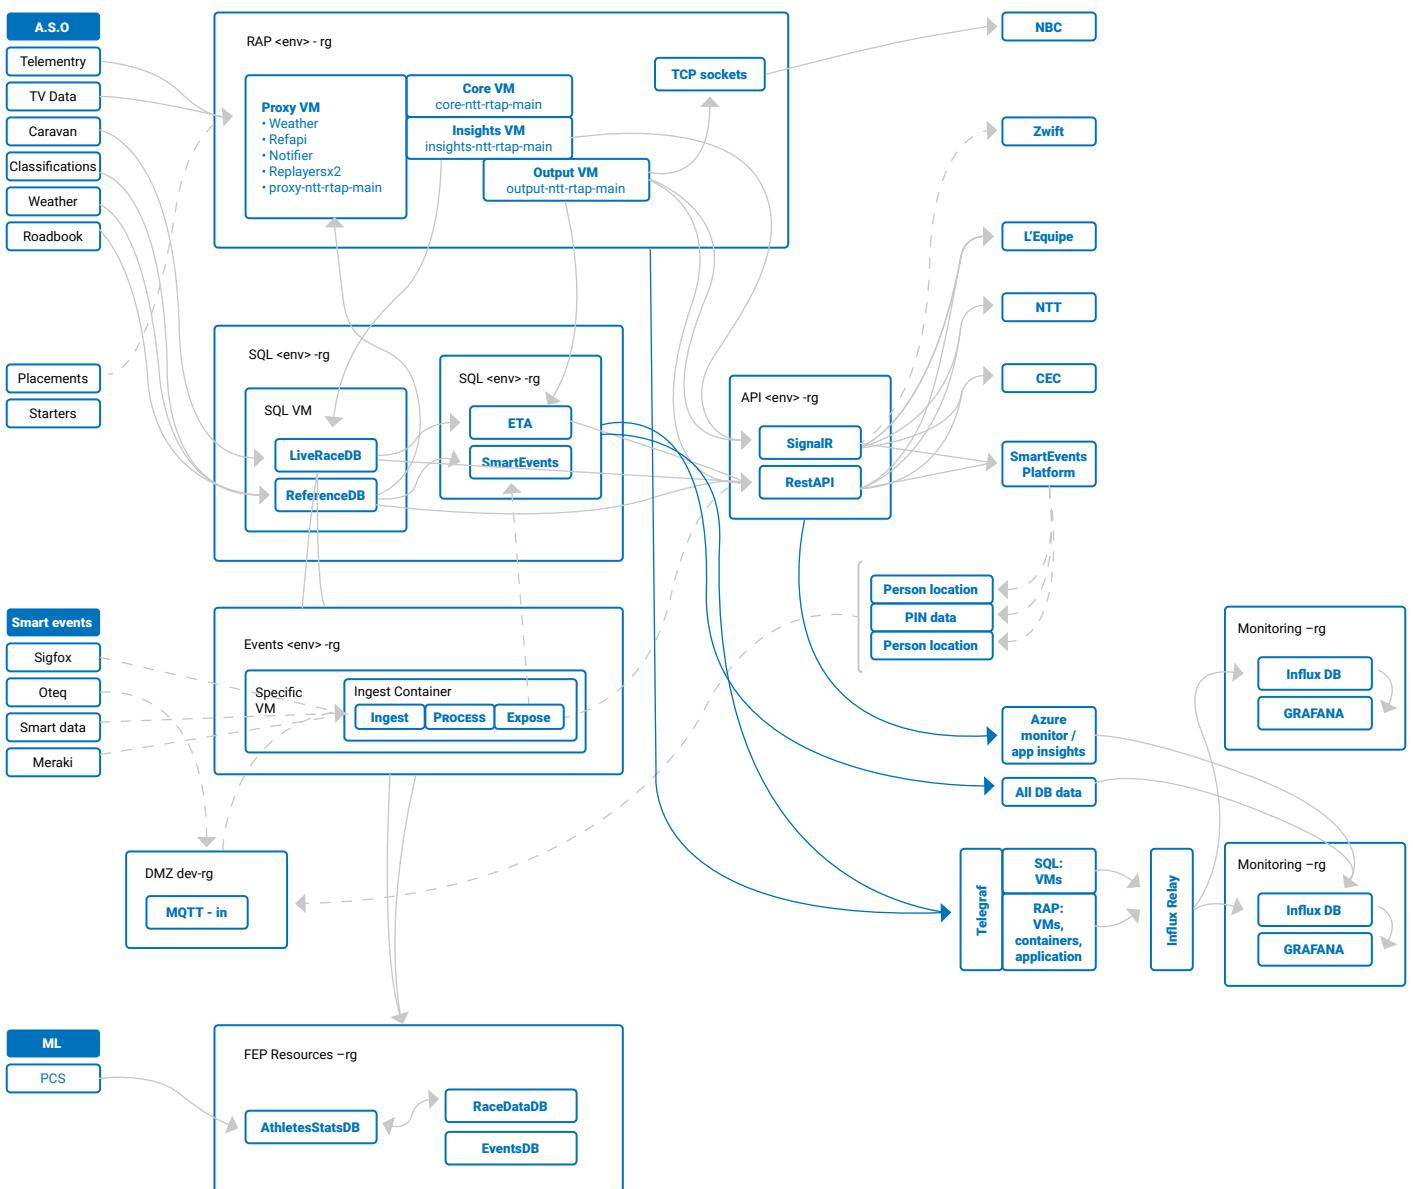 A.S.O
Telementry
TV Data
Caravan
Classifications
Weather
Roadbook
Placements
Starters
RAP <env> - rg
Proxy VM
• Weather
• Refapi
• Notifier
• Replayersx2
• proxy-ntt-rtap-main
Core VM
core-ntt-rtap-main
Insights VM
insights-ntt-rtap-main
Output VM
output-ntt-rtap-main
TCP sockets
NBC
Zwift
L'Equipe
NTT
CEC
SmartEvents
Platform
SQL <env> -rg
SQL VM
LiveRaceDB
ReferenceDB
SQL <env> -rg
ETA
SmartEvents
API <env> -rg
SignalR
RestAPI
Person location
PIN data
Person location
Smart events
Sigfox
Oteq
Smart data
Meraki
Events <env> -rg
Specific
VM
Ingest Container
Ingest
PROCESS
Expose
DMZ dev-rg
MQTT - in
Azure
monitor /
app insights
All DB data
Telegraf
SQL:
VMs
RAP:
VMs,
containers,
application
Influx Relay
Monitoring –rg
Influx DB
GRAFANA
Monitoring –rg
Influx DB
GRAFANA
ML
PCS
FEP Resources –rg
AthletesStatsDB
RaceDataDB
EventsDB